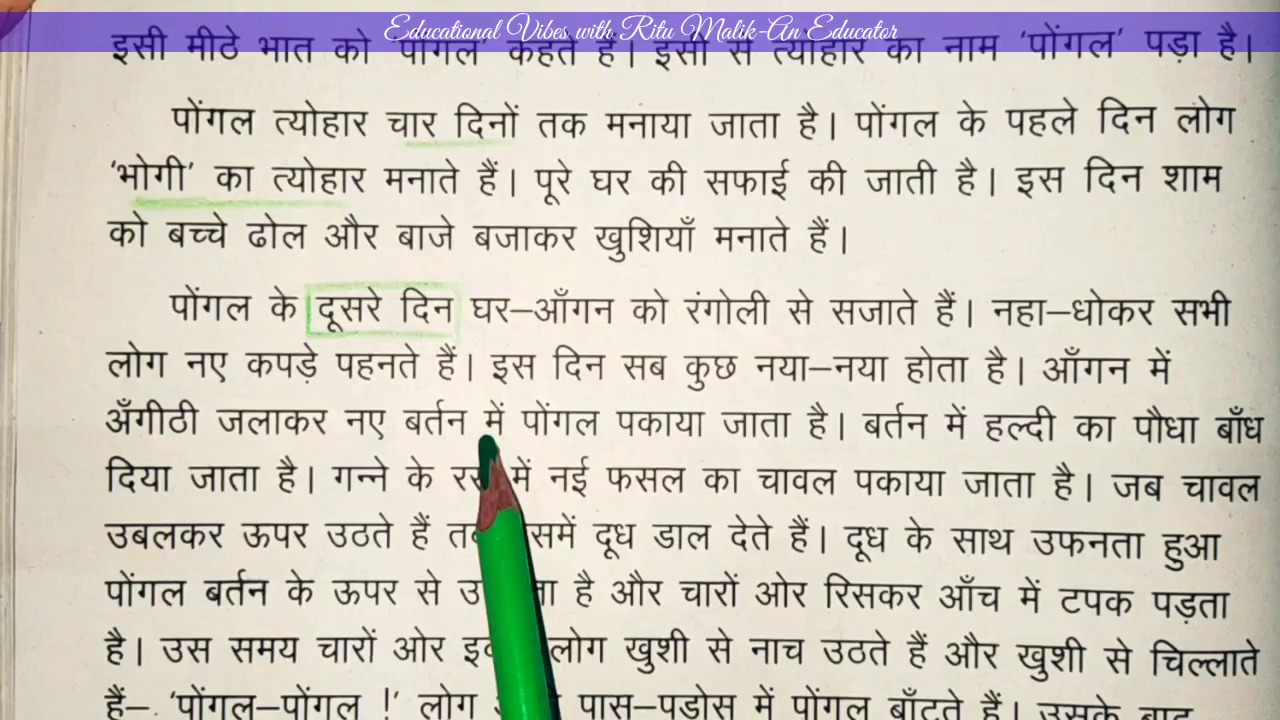 Educational Vibes with Ritu Malik-An Educator
इसी मीठे भात को 'पोंगल' कहते हैं। इसी से त्योहार का नाम 'पोंगल' पड़ा है।
पोंगल त्योहार चार दिनों तक मनाया जाता है। पोंगल के पहले दिन लोग
'भोगी' का त्योहार मनाते हैं। पूरे घर की सफाई की जाती है। इस दिन शाम
को बच्चे ढोल और बाजे बजाकर खुशियाँ मनाते हैं।
पोंगल के दूसरे दिन घर–आँगन को रंगोली से सजाते हैं। नहा–धोकर सभी
लोग नए कपड़े पहनते हैं। इस दिन सब कुछ नया–नया होता है। आँगन में
अँगीठी जलाकर नए बर्तन में पोंगल पकाया जाता है। बर्तन में हल्दी का पौधा बाँध
दिया जाता है। गन्ने के में नई फसल का चावल पकाया जाता है। जब चावल
उबलकर ऊपर उठते हैं दूध डाल देते हैं। दूध के साथ उफनता हुआ
पोंगल बर्तन के ऊपर से है और चारों ओर रिसकर आँच में टपक पड़ता
है। उस समय चारों ओर लोग खुशी से नाच उठते हैं और खुशी से चिल्लाते
हैं– 'पोंगल–पोंगल !' लोग पास–पड़ोस में पोंगल बाँटते हैं। उसके बाद